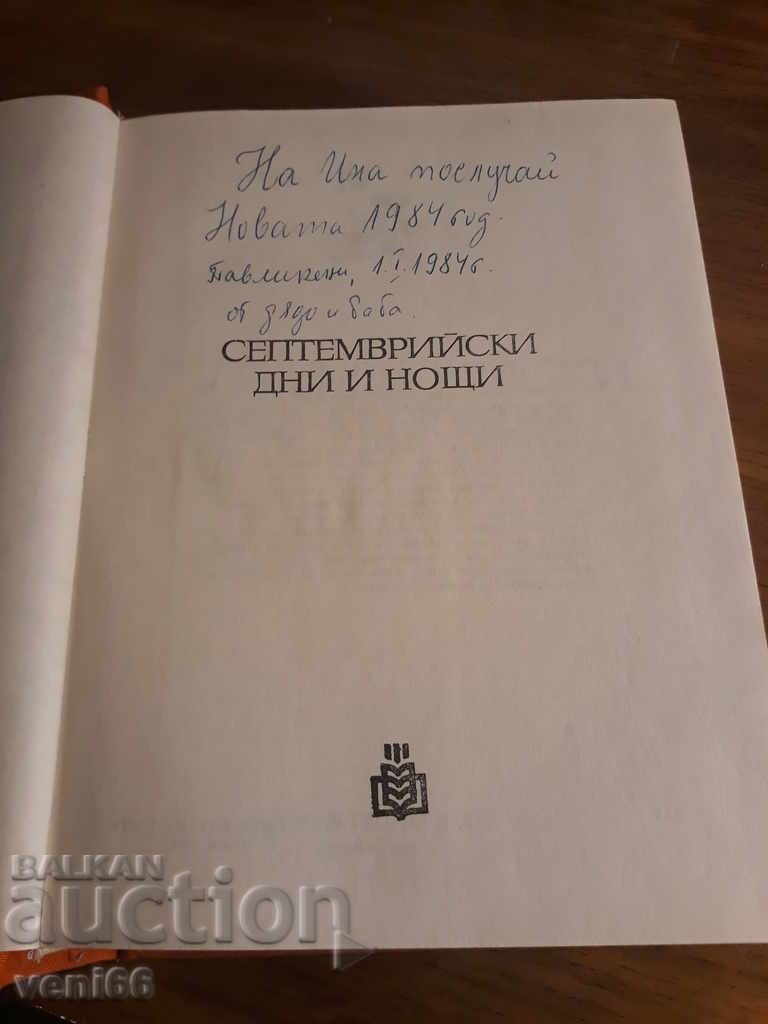 На Ина послучай
Новата 1984 год.
Павликени, 1.I.1984г.
от дядо и баба.
СЕПТЕМВРИЙСКИ
ДНИ И НОЩИ
BALKAN
auction
veni66